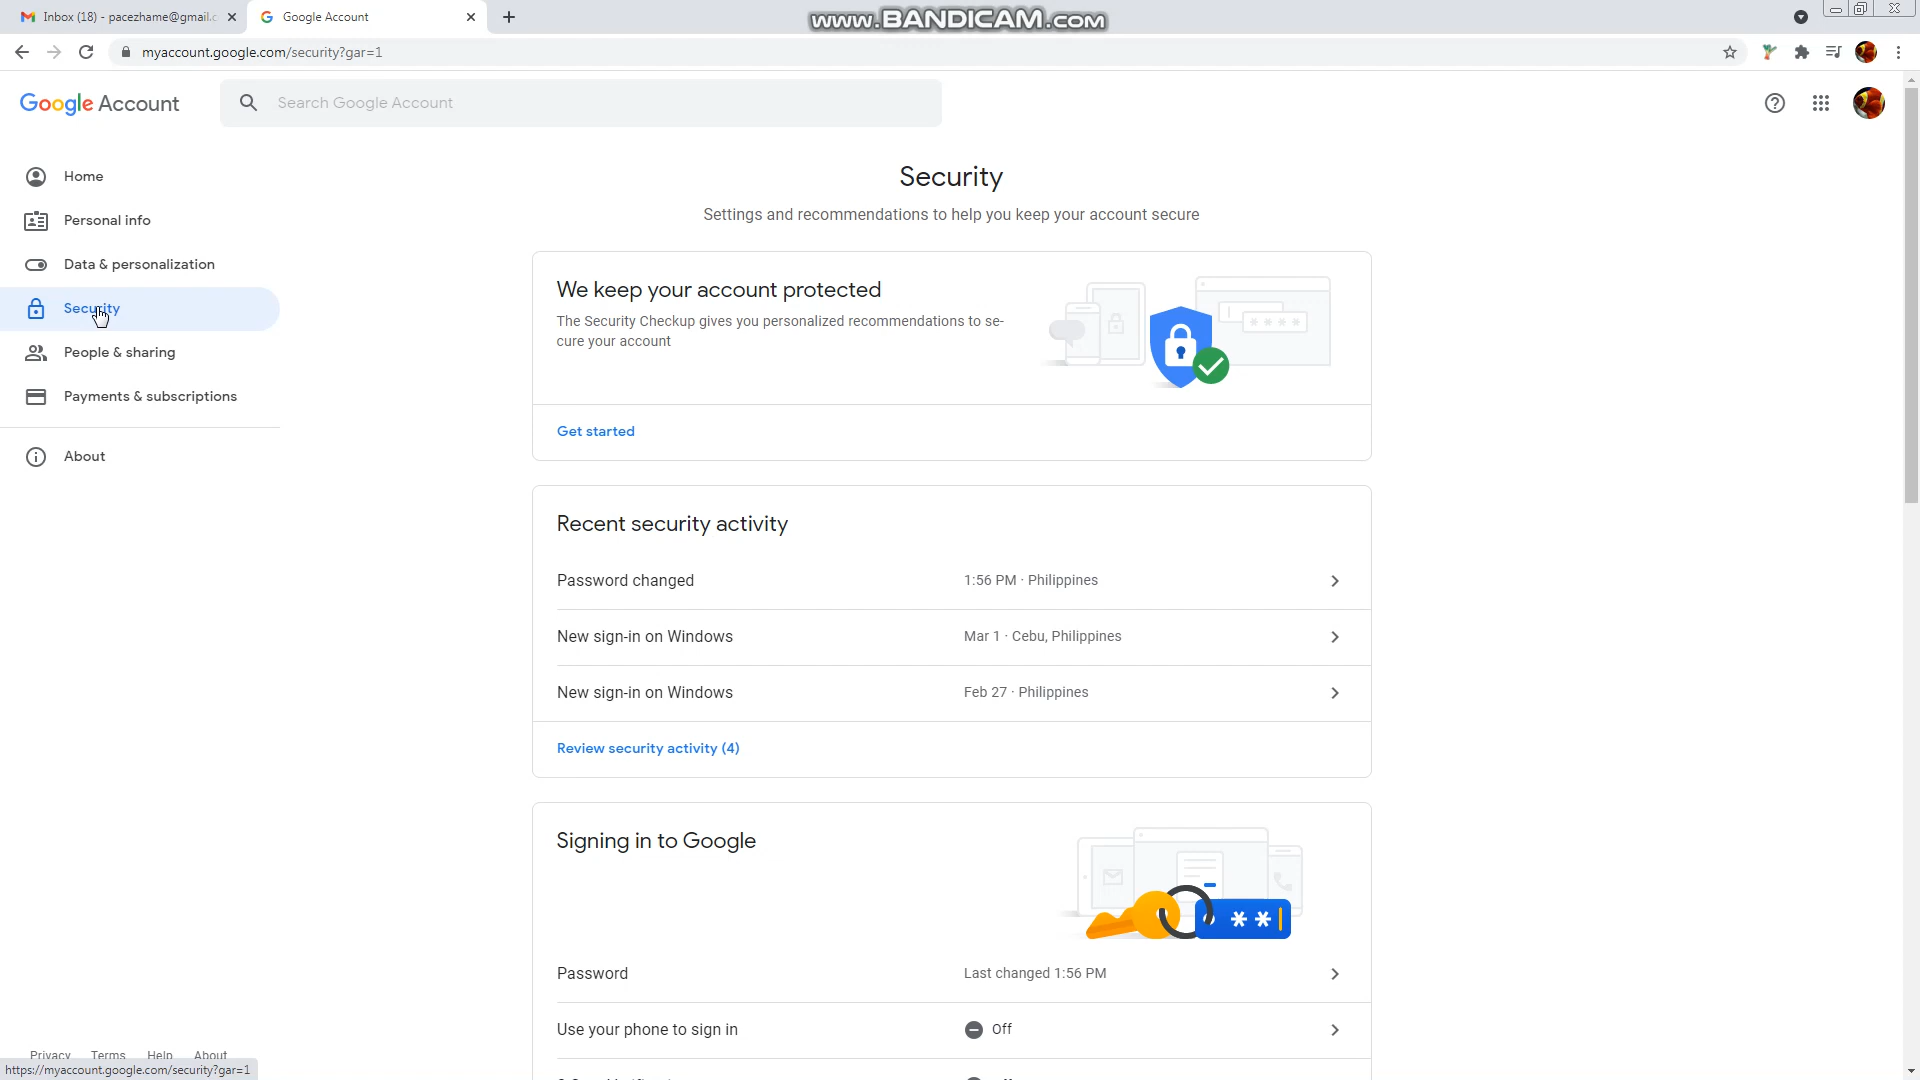 Inbox (18) - pacezhame@gmail.c
Google Account
www.BANDICAM.com
myaccount.google.com/security?gar=1
Google Account
Search Google Account
Home
Personal info
Data & personalization
Security
People & sharing
Payments & subscriptions
About
Security
Settings and recommendations to help you keep your account secure
We keep your account protected
The Security Checkup gives you personalized recommendations to se-
cure your account
Get started
Recent security activity
Password changed 1:56 PM · Philippines
New sign-in on Windows Mar 1 · Cebu, Philippines
New sign-in on Windows Feb 27 · Philippines
Review security activity (4)
Signing in to Google
Password Last changed 1:56 PM
Use your phone to sign in Off
Privacy Terms Help About
https://myaccount.google.com/security?gar=1